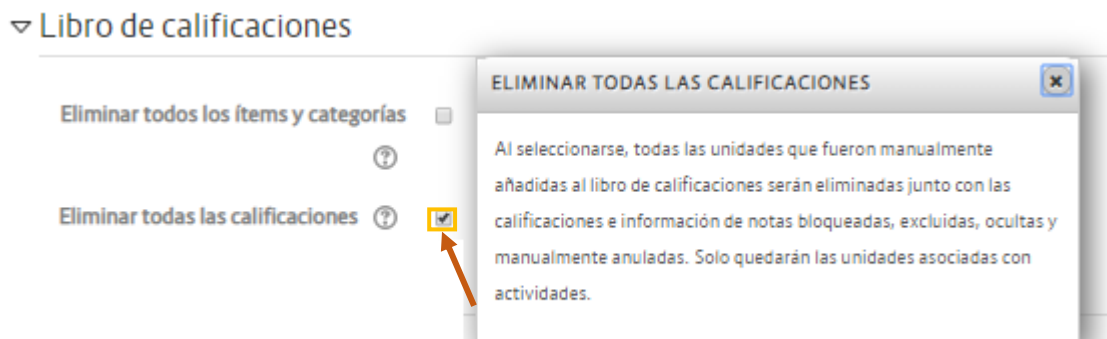 Libro de calificaciones
Eliminar todos los ítems y categorías
Eliminar todas las calificaciones
ELIMINAR TODAS LAS CALIFICACIONES
Al seleccionarse, todas las unidades que fueron manualmente
añadidas al libro de calificaciones serán eliminadas junto con las
calificaciones e información de notas bloqueadas, excluidas, ocultas y
manualmente anuladas. Solo quedarán las unidades asociadas con
actividades.